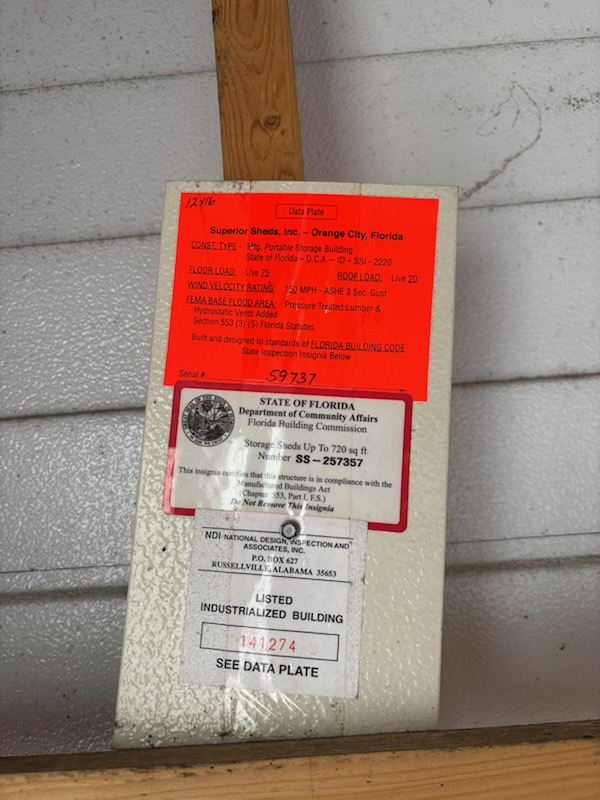 12x16
Data Plate
Superior Sheds, Inc. – Orange City, Florida
CONST. TYPE - Mfg. Portable Storage Building
State of Florida – D.C.A. – ID – SSI - 2220
FLOOR LOAD: Live 75 ROOF LOAD: Live 20
WIND VELOCITY RATING: 150 MPH - ASHE 3 Sec. Gust
FEMA BASE FLOOD AREA: Pressure Treated Lumber &
Hydrostatic Vents Added
Section 553 (3) (S) Florida Statutes
Built and designed to standards of FLORIDA BUILDING CODE
State Inspection Insignia Below
Serial #: 59737
STATE OF FLORIDA
Department of Community Affairs
Florida Building Commission
Storage Sheds Up To 720 sq ft
Number SS–257357
This insignia certifies that this structure is in compliance with the
Manufactured Buildings Act
(Chapter 553, Part I, F.S.)
Do Not Remove This Insignia
NDI-NATIONAL DESIGN, INSPECTION AND
ASSOCIATES, INC.
P.O. BOX 627
RUSSELLVILLE, ALABAMA 35653
LISTED
INDUSTRIALIZED BUILDING
141274
SEE DATA PLATE